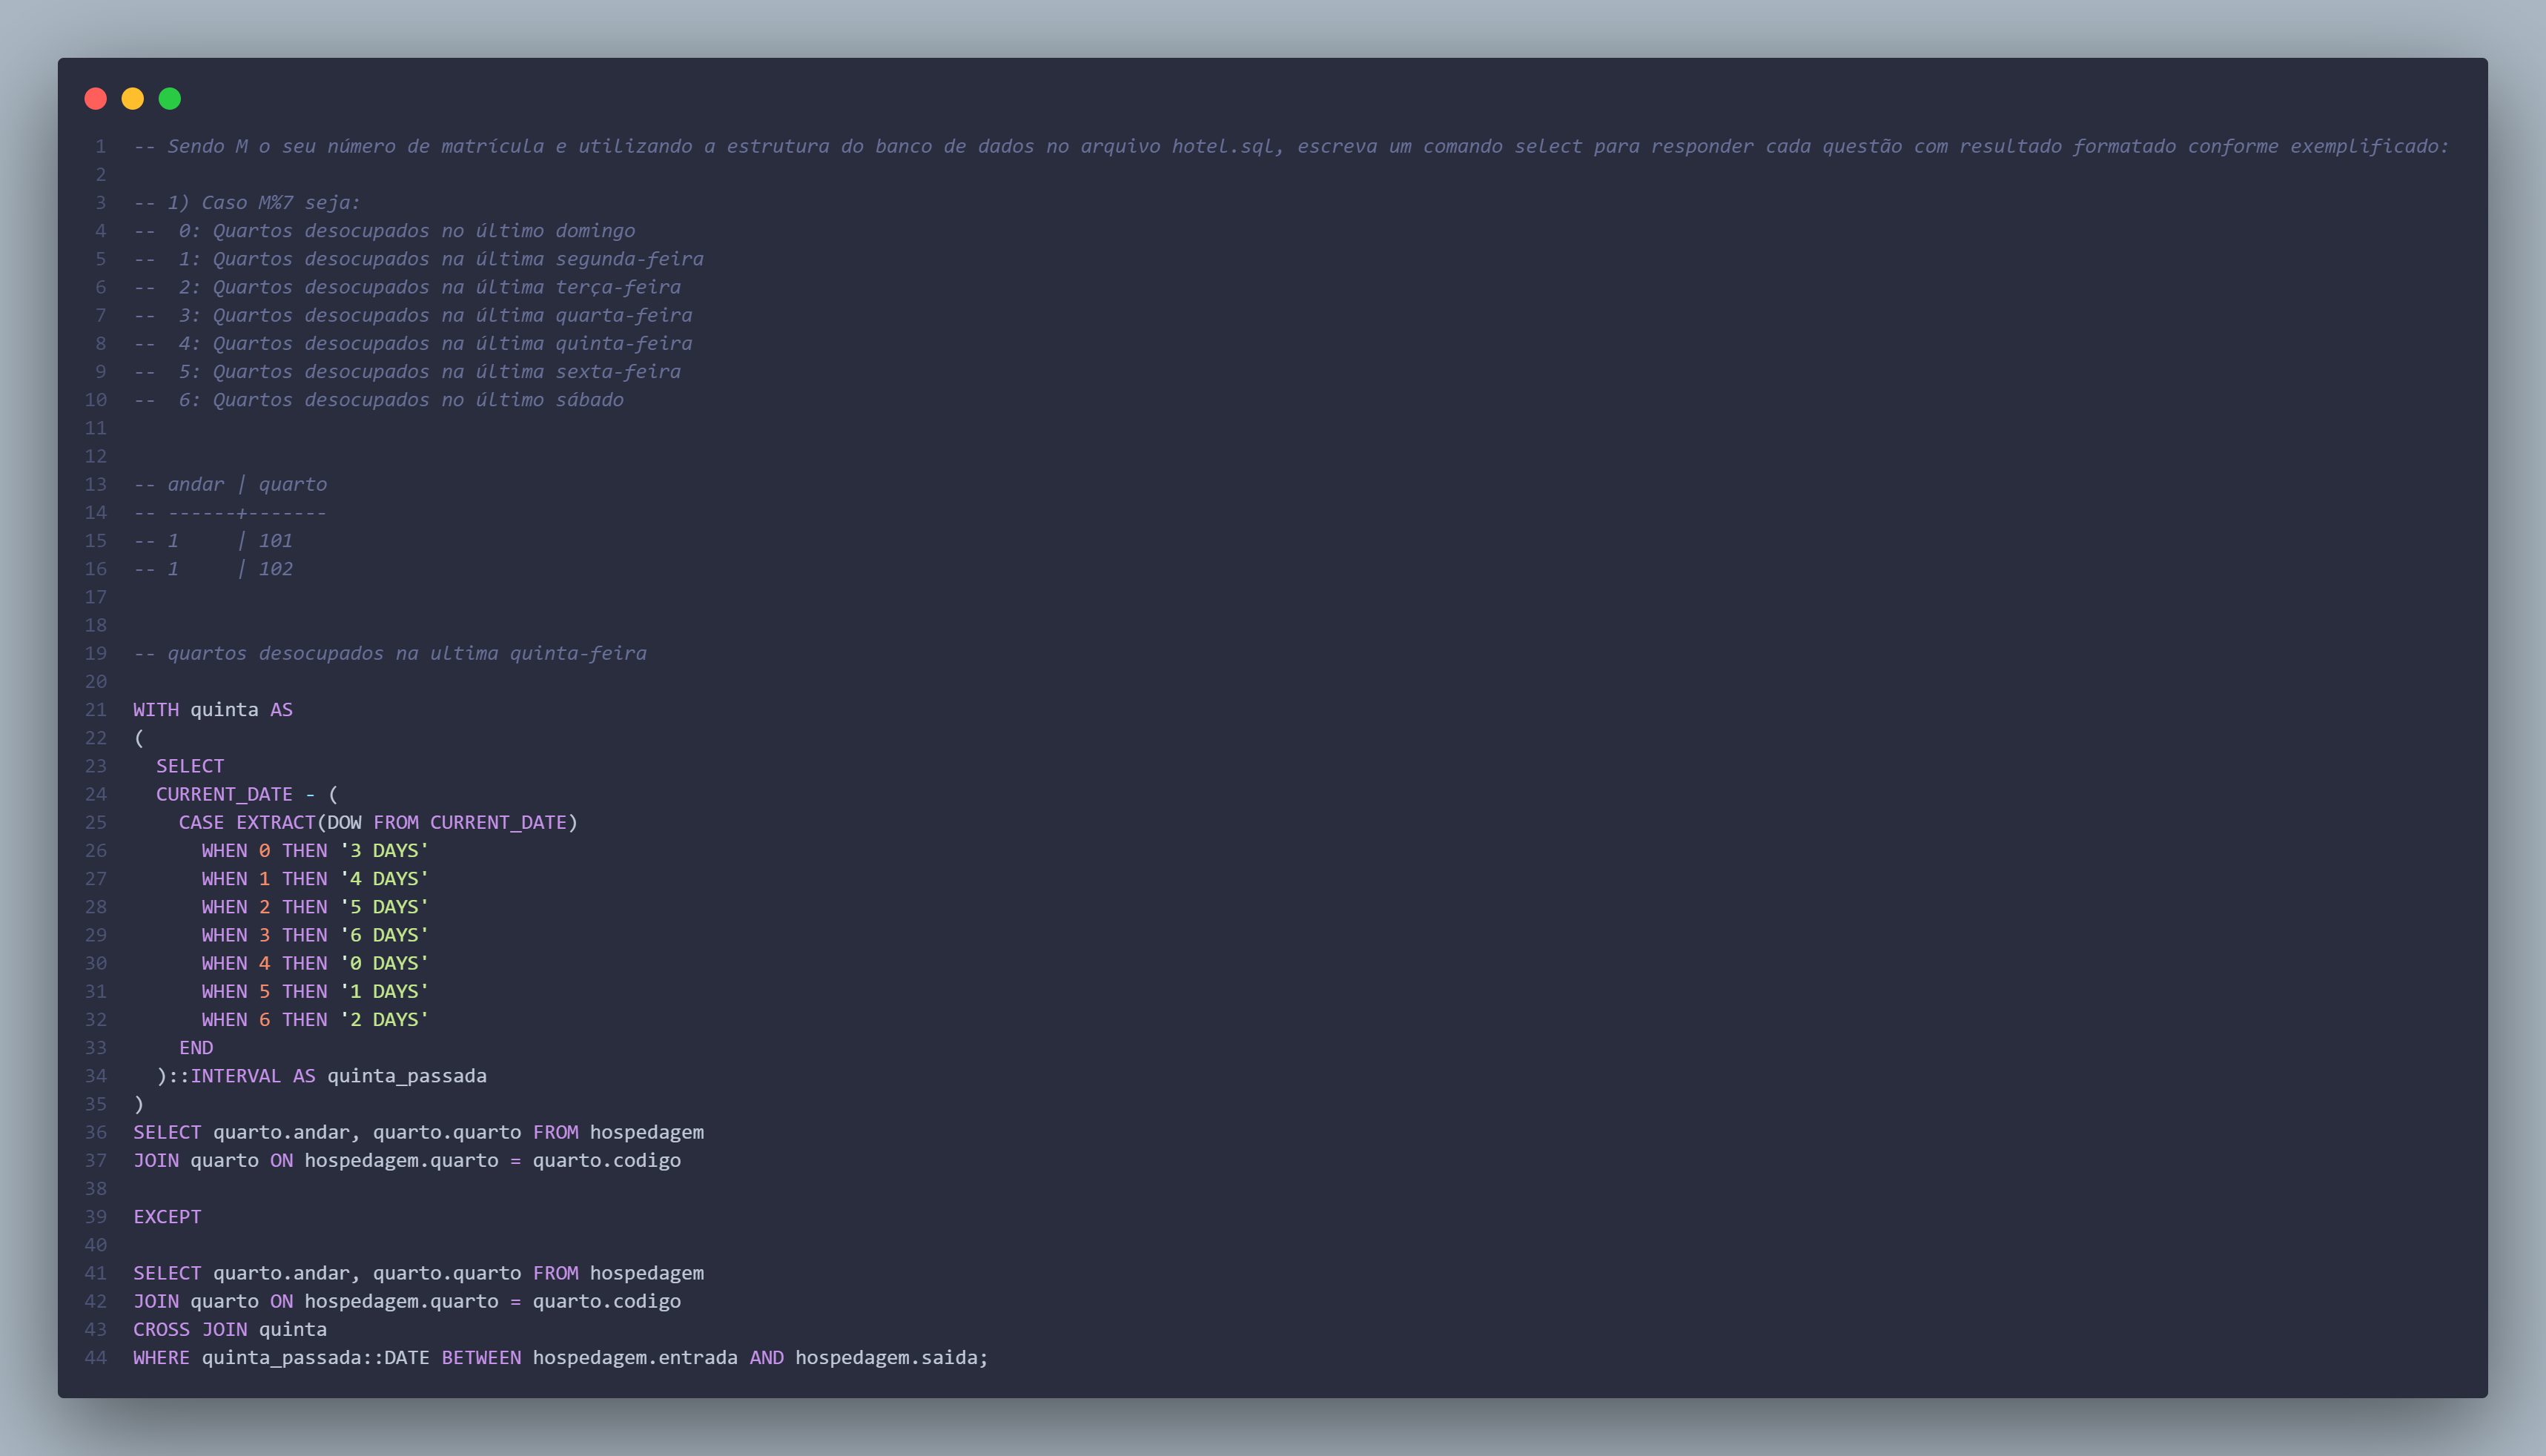 1 -- Sendo M o seu número de matrícula e utilizando a estrutura do banco de dados no arquivo hotel.sql, escreva um comando select para responder cada questão com resultado formatado conforme exemplificado:
2
3 -- 1) Caso M%7 seja:
4 --  0: Quartos desocupados no último domingo
5 --  1: Quartos desocupados na última segunda-feira
6 --  2: Quartos desocupados na última terça-feira
7 --  3: Quartos desocupados na última quarta-feira
8 --  4: Quartos desocupados na última quinta-feira
9 --  5: Quartos desocupados na última sexta-feira
10 --  6: Quartos desocupados no último sábado
11
12
13 -- andar | quarto
14 -- ------+-------
15 -- 1     | 101
16 -- 1     | 102
17
18
19 -- quartos desocupados na ultima quinta-feira
20
21 WITH quinta AS
22 (
23   SELECT
24   CURRENT_DATE - (
25     CASE EXTRACT(DOW FROM CURRENT_DATE)
26       WHEN 0 THEN '3 DAYS'
27       WHEN 1 THEN '4 DAYS'
28       WHEN 2 THEN '5 DAYS'
29       WHEN 3 THEN '6 DAYS'
30       WHEN 4 THEN '0 DAYS'
31       WHEN 5 THEN '1 DAYS'
32       WHEN 6 THEN '2 DAYS'
33     END
34   )::INTERVAL AS quinta_passada
35 )
36 SELECT quarto.andar, quarto.quarto FROM hospedagem
37 JOIN quarto ON hospedagem.quarto = quarto.codigo
38
39 EXCEPT
40
41 SELECT quarto.andar, quarto.quarto FROM hospedagem
42 JOIN quarto ON hospedagem.quarto = quarto.codigo
43 CROSS JOIN quinta
44 WHERE quinta_passada::DATE BETWEEN hospedagem.entrada AND hospedagem.saida;